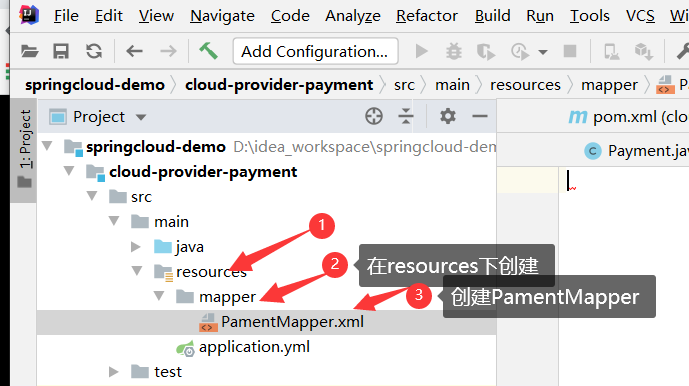 File Edit View Navigate Code Analyze Refactor Build Run Tools VCS Wi
Add Configuration...
springcloud-demo cloud-provider-payment src main resources mapper P
1: Project
Project
pom.xml (clo
springcloud-demo D:\idea_workspace\springcloud-den
Payment.jav
cloud-provider-payment
src
main
1
java
resources
2 在resources下创建
mapper
3 创建PamentMapper
PamentMapper.xml
application.yml
test